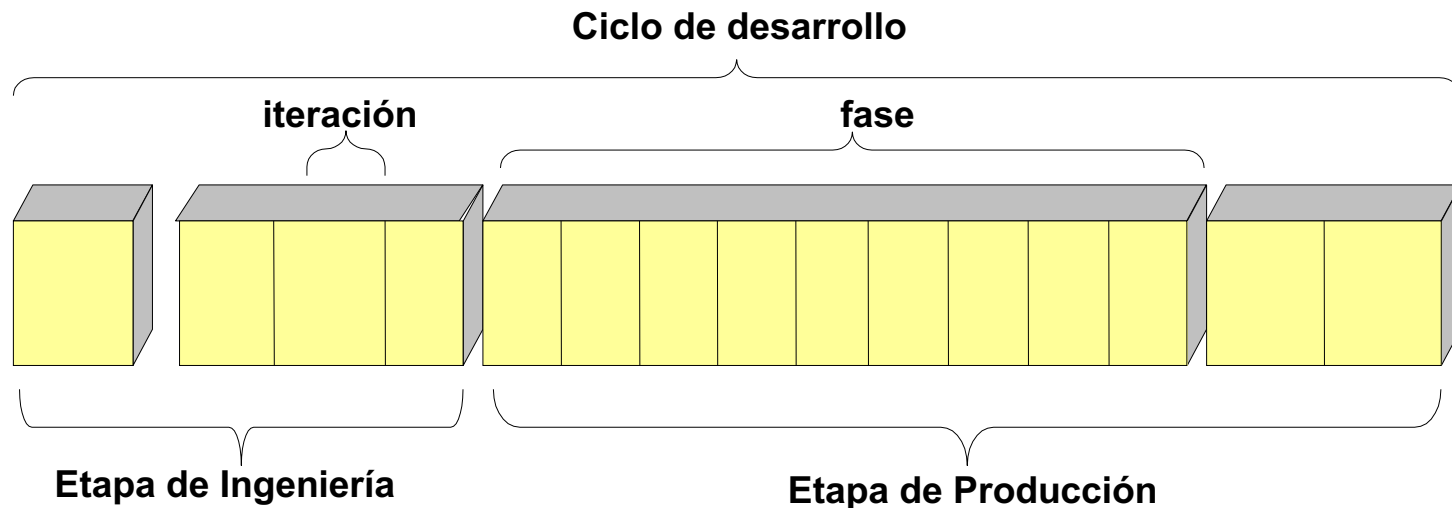 Ciclo de desarrollo
iteración
fase
Etapa de Ingeniería
Etapa de Producción